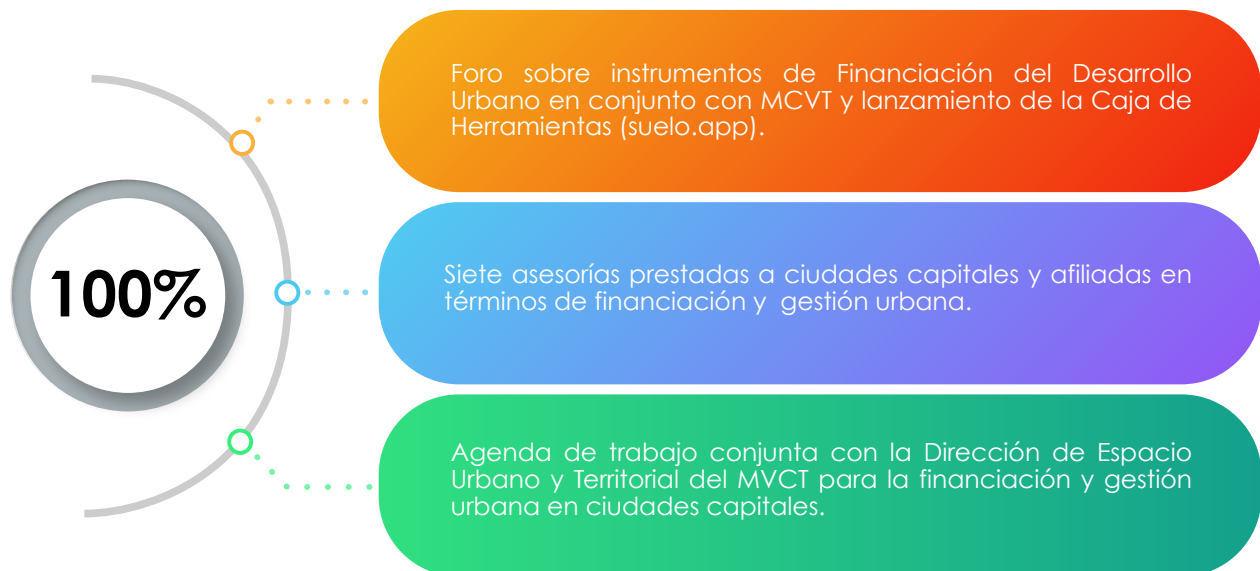 100%
Foro sobre instrumentos de Financiación del Desarrollo
Urbano en conjunto con MCVT y lanzamiento de la Caja de
Herramientas (suelo.app).
Siete asesorías prestadas a ciudades capitales y afiliadas en
términos de financiación y  gestión urbana.
Agenda de trabajo conjunta con la Dirección de Espacio
Urbano y Territorial del MVCT para la financiación y gestión
urbana en ciudades capitales.